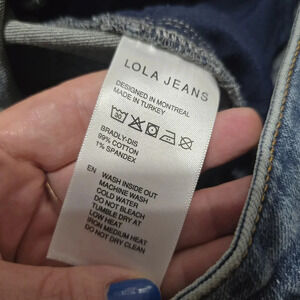 LOLA JEANS
DESIGNED IN MONTREAL
MADE IN TURKEY
30
BRADLY-DIS
99% COTTON
1% SPANDEX
EN
WASH INSIDE OUT
MACHINE WASH
COLD WATER
DO NOT BLEACH
TUMBLE DRY AT
LOW HEAT
IRON MEDIUM HEAT
DO NOT DRY CLEAN